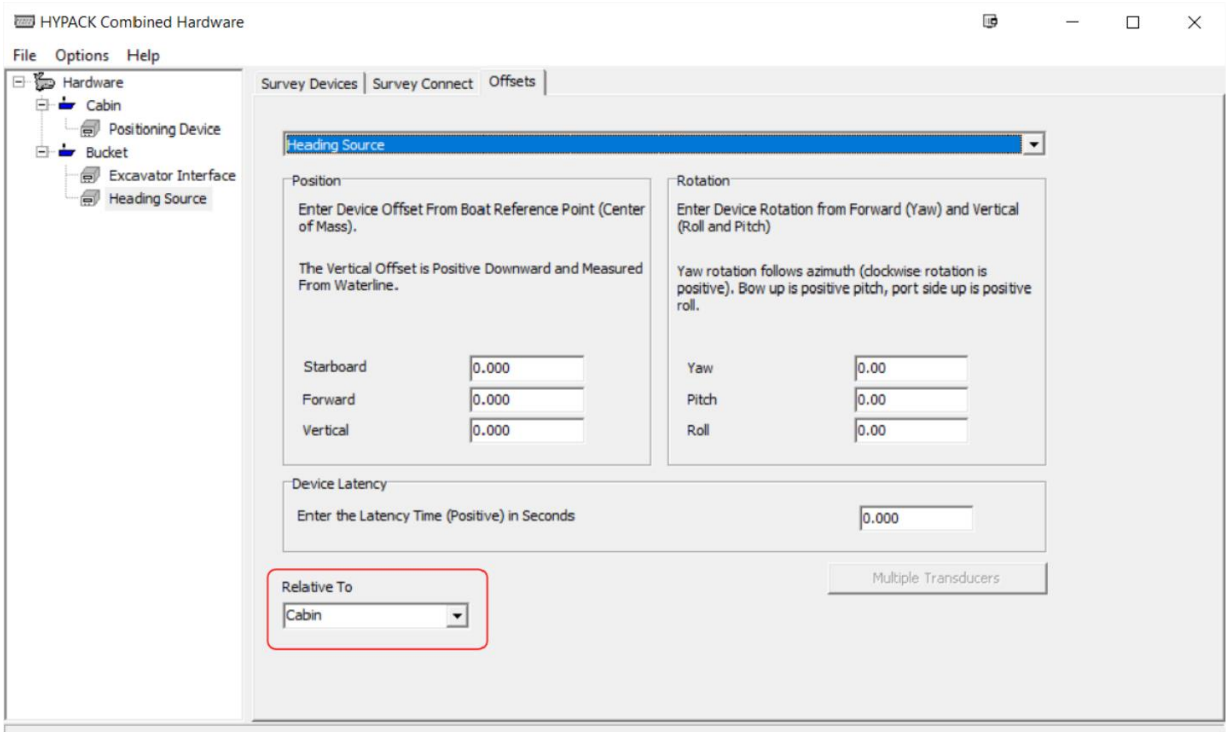 HYPACK Combined Hardware
File Options Help
Hardware
Cabin
Positioning Device
Bucket
Excavator Interface
Heading Source
Survey Devices Survey Connect Offsets
Heading Source
Position
Enter Device Offset From Boat Reference Point (Center
of Mass).
The Vertical Offset is Positive Downward and Measured
From Waterline.
Starboard 0.000
Forward 0.000
Vertical 0.000
Rotation
Enter Device Rotation from Forward (Yaw) and Vertical
(Roll and Pitch)
Yaw rotation follows azimuth (clockwise rotation is
positive). Bow up is positive pitch, port side up is positive
roll.
Yaw 0.00
Pitch 0.00
Roll 0.00
Device Latency
Enter the Latency Time (Positive) in Seconds 0.000
Multiple Transducers
Relative To
Cabin